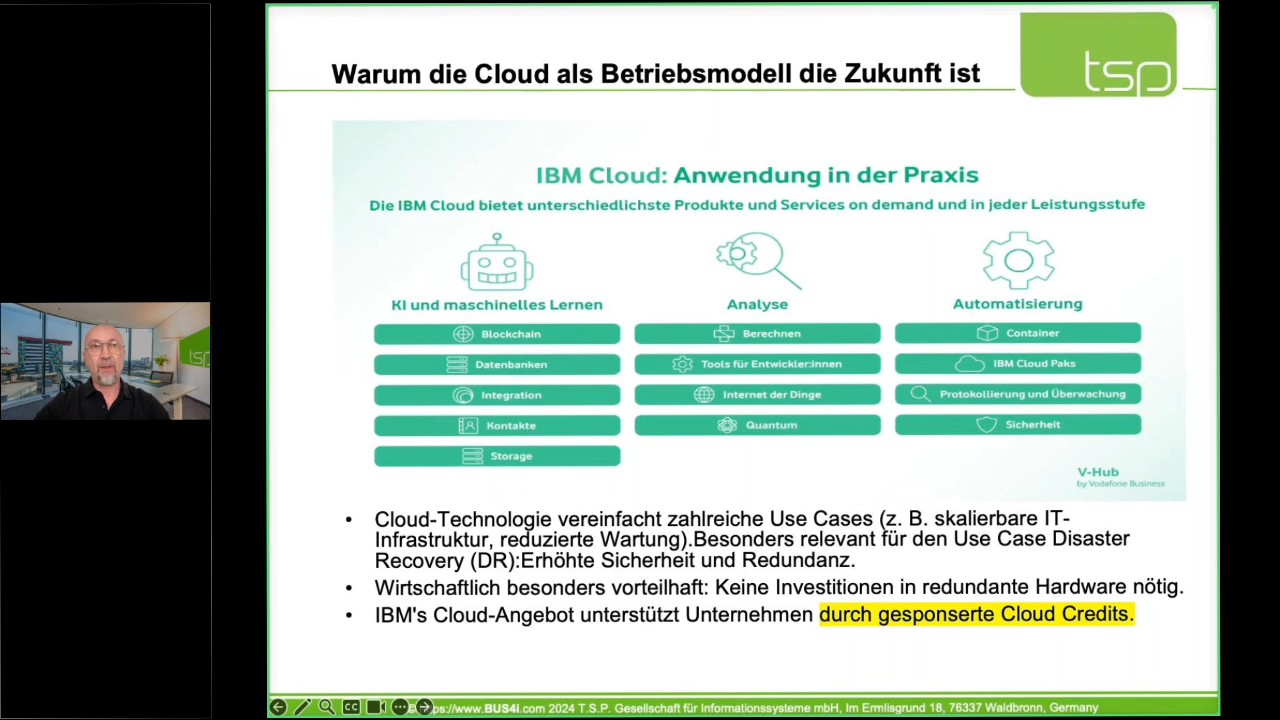 Warum die Cloud als Betriebsmodell die Zukunft ist
tsp
IBM Cloud: Anwendung in der Praxis
Die IBM Cloud bietet unterschiedlichste Produkte und Services on demand und in jeder Leistungsstufe
KI und maschinelles Lernen
Blockchain
Datenbanken
Integration
Kontakte
Storage
Analyse
Berechnen
Tools für Entwickler:innen
Internet der Dinge
Quantum
Automatisierung
Container
IBM Cloud Paks
Protokollierung und Überwachung
Sicherheit
V-Hub
by Vodafone Business
• Cloud-Technologie vereinfacht zahlreiche Use Cases (z. B. skalierbare IT-
Infrastruktur, reduzierte Wartung).Besonders relevant für den Use Case Disaster
Recovery (DR):Erhöhte Sicherheit und Redundanz.
• Wirtschaftlich besonders vorteilhaft: Keine Investitionen in redundante Hardware nötig.
• IBM's Cloud-Angebot unterstützt Unternehmen durch gesponserte Cloud Credits.
tsp
CC
www.BUS4i.com 2024 T.S.P. Gesellschaft für Informationssysteme mbH, Im Ermlisgrund 18, 76337 Waldbronn, Germany